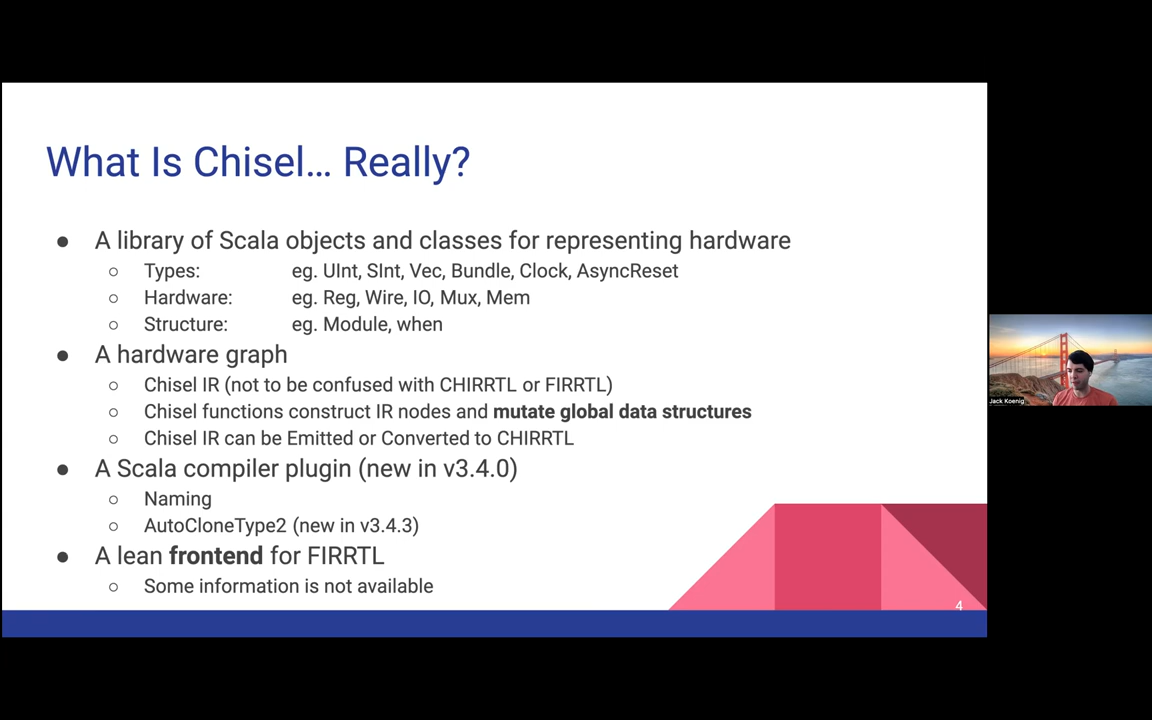 What Is Chisel... Really?
● A library of Scala objects and classes for representing hardware
○ Types: eg. UInt, SInt, Vec, Bundle, Clock, AsyncReset
○ Hardware: eg. Reg, Wire, IO, Mux, Mem
○ Structure: eg. Module, when
● A hardware graph
○ Chisel IR (not to be confused with CHIRRTL or FIRRTL)
○ Chisel functions construct IR nodes and mutate global data structures
○ Chisel IR can be Emitted or Converted to CHIRRTL
● A Scala compiler plugin (new in v3.4.0)
○ Naming
○ AutoCloneType2 (new in v3.4.3)
● A lean frontend for FIRRTL
○ Some information is not available
4
Jack Koenig